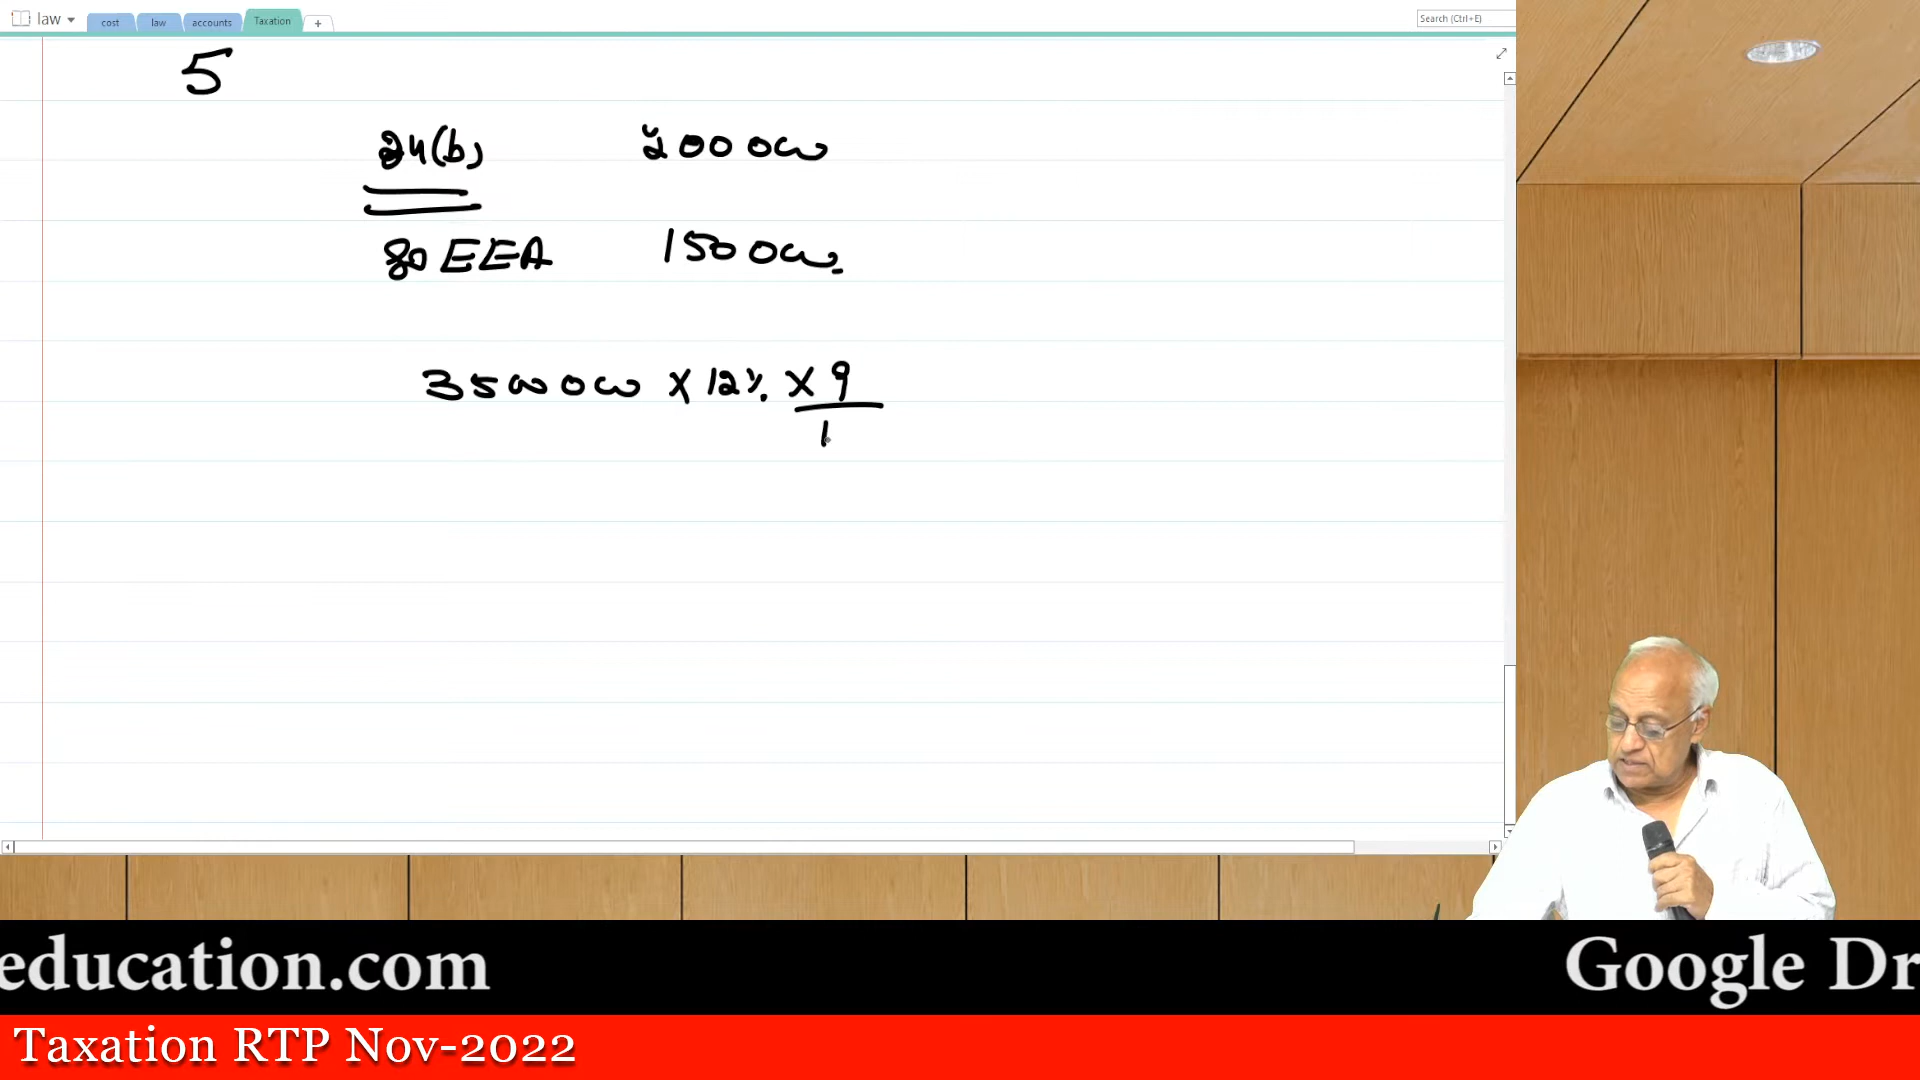 law cost law accounts Taxation +
Search (Ctrl+E)
5
24(b) 200000
80 EEA 150000
3500000 x 12% x 9
1
education.com Google Dr
Taxation RTP Nov-2022